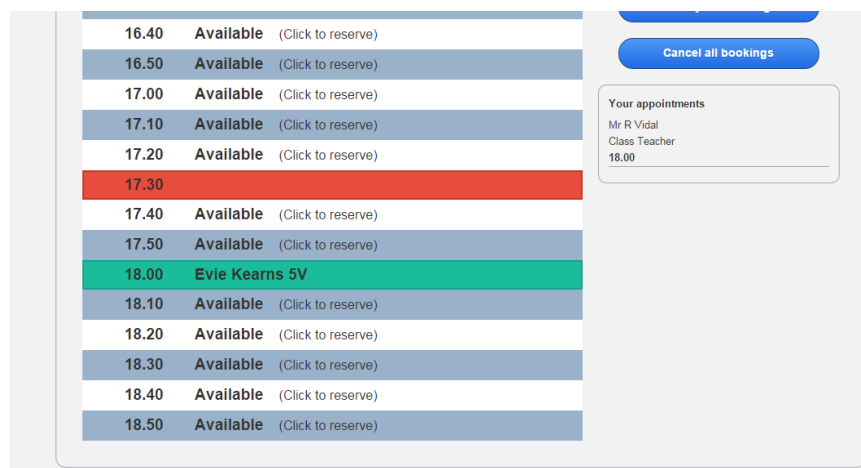 16.40 Available (Click to reserve)
16.50 Available (Click to reserve)
17.00 Available (Click to reserve)
17.10 Available (Click to reserve)
17.20 Available (Click to reserve)
17.30
17.40 Available (Click to reserve)
17.50 Available (Click to reserve)
18.00 Evie Kearns 5V
18.10 Available (Click to reserve)
18.20 Available (Click to reserve)
18.30 Available (Click to reserve)
18.40 Available (Click to reserve)
18.50 Available (Click to reserve)
Cancel all bookings
Your appointments
Mr R Vidal
Class Teacher
18.00